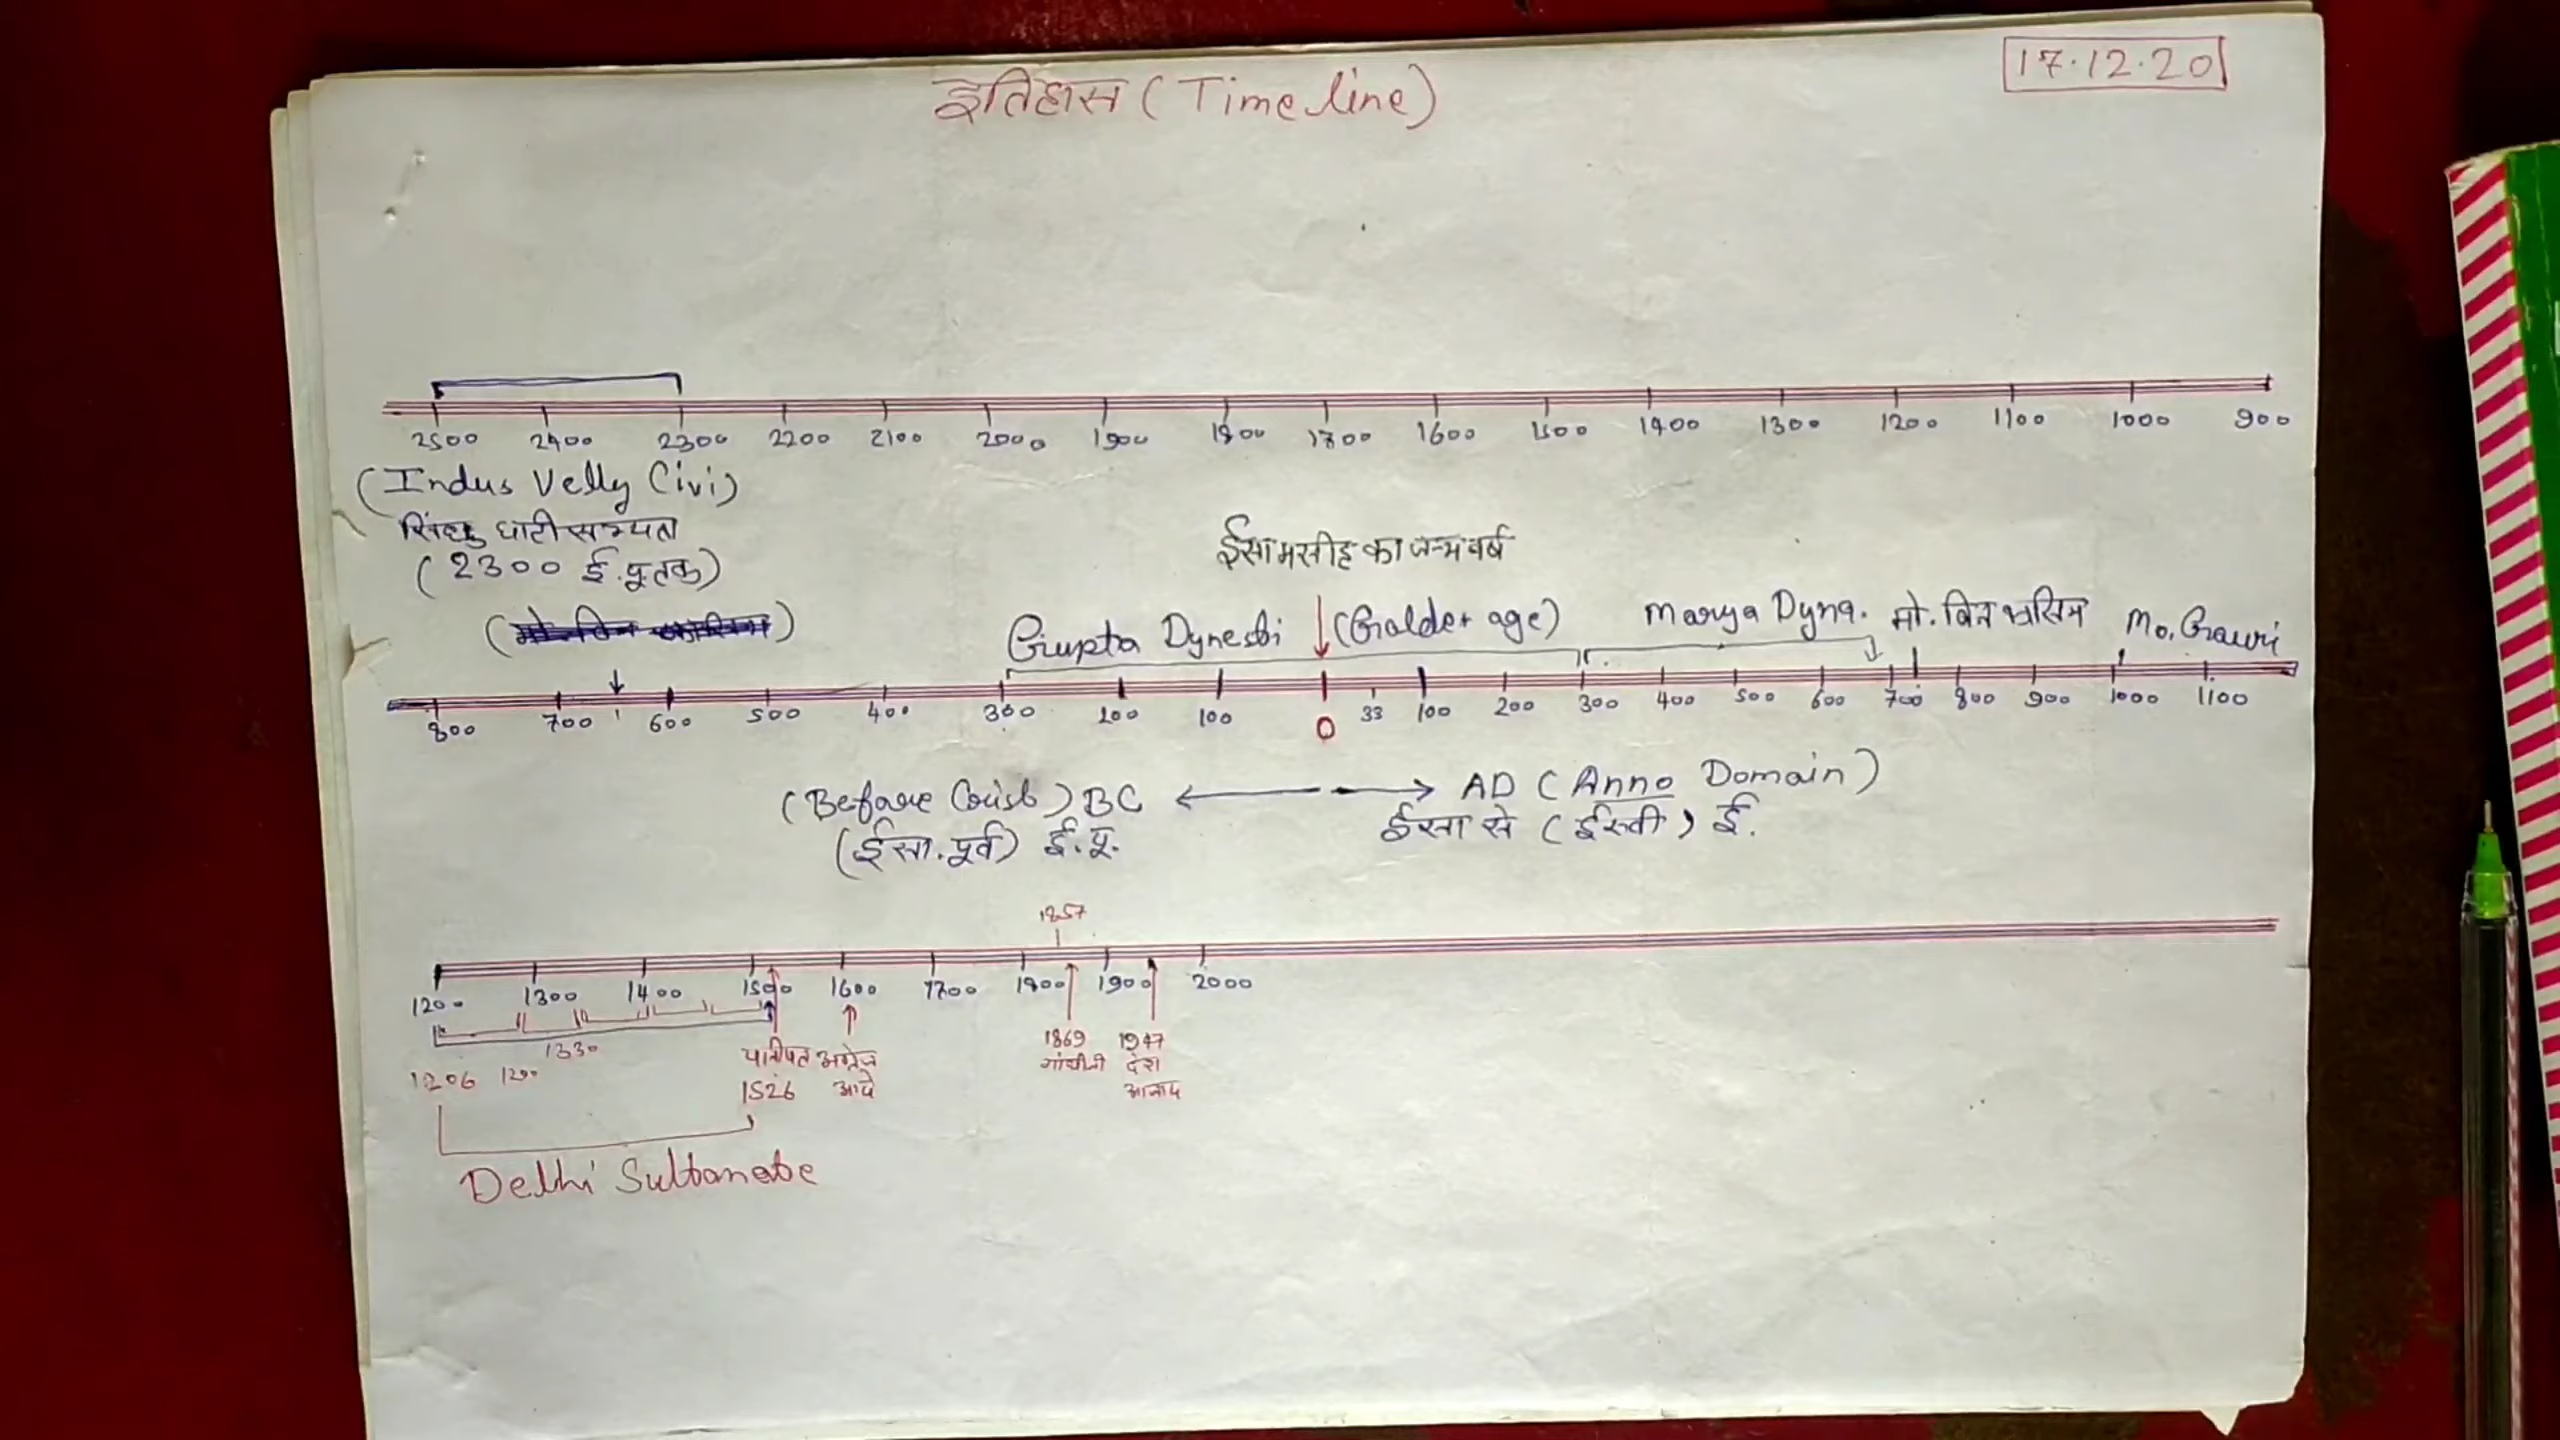 17.12.20
इतिहास (Time line)
2500 2400 2300 2200 2100 2000 1900 1800 1700 1600 1500 1400 1300 1200 1100 1000 900
(Indus Velly Civi)
सिंधु घाटी सभ्यता
(2300 ई.पू.तक)
ईसा मसीह का जन्म वर्ष
Gupta Dynesti (Golder age) Marya Dyna. मो. बिन कासिम Mo. Gauri
800 700 600 500 400 300 200 100 0 33 100 200 300 400 500 600 700 800 900 1000 1100
(Before Crist) BC AD (Anno Domain)
(ईसा.पूर्व) ई.पू. ईसा से (ईस्वी) ई.
1857
1200 1300 1400 1500 1600 1700 1800 1900 2000
1206 1290 1330 पानीपत अंग्रेज 1869 1947
1526 आये गांधीजी देश
आजाद
Delhi Sultanate